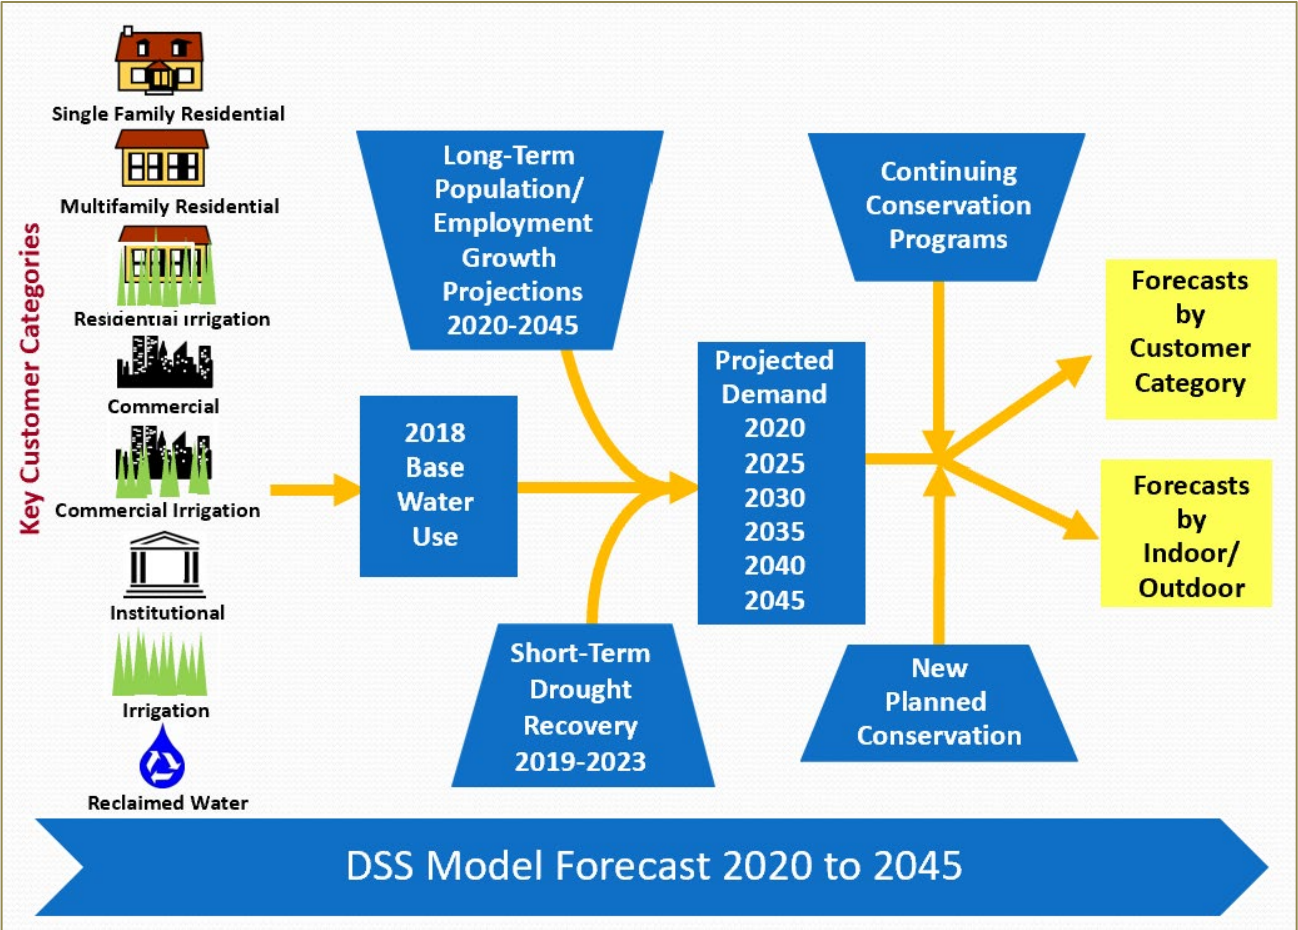 Key Customer Categories
Single Family Residential
Multifamily Residential
Residential Irrigation
Commercial
Commercial Irrigation
Institutional
Irrigation
Reclaimed Water
2018
Base
Water
Use
Long-Term
Population/
Employment
Growth
Projections
2020-2045
Short-Term
Drought
Recovery
2019-2023
Projected
Demand
2020
2025
2030
2035
2040
2045
Continuing
Conservation
Programs
New
Planned
Conservation
Forecasts
by
Customer
Category
Forecasts
by
Indoor/
Outdoor
DSS Model Forecast 2020 to 2045